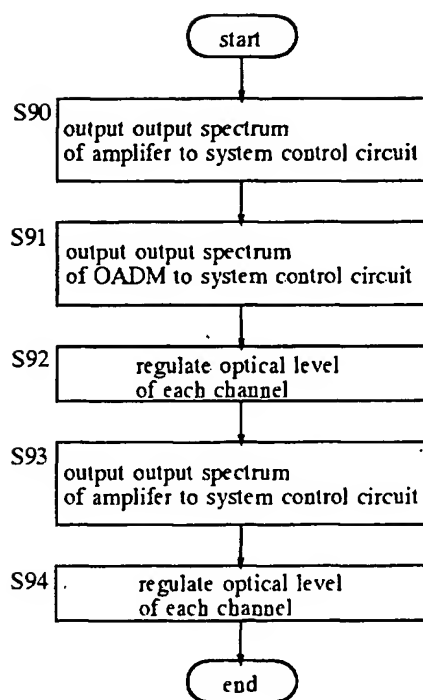 start
S90
output output spectrum
of amplifer to system control circuit
S91
output output spectrum
of OADM to system control circuit
S92
regulate optical level
of each channel
S93
output output spectrum
of amplifer to system control circuit
S94
regulate optical level
of each channel
end